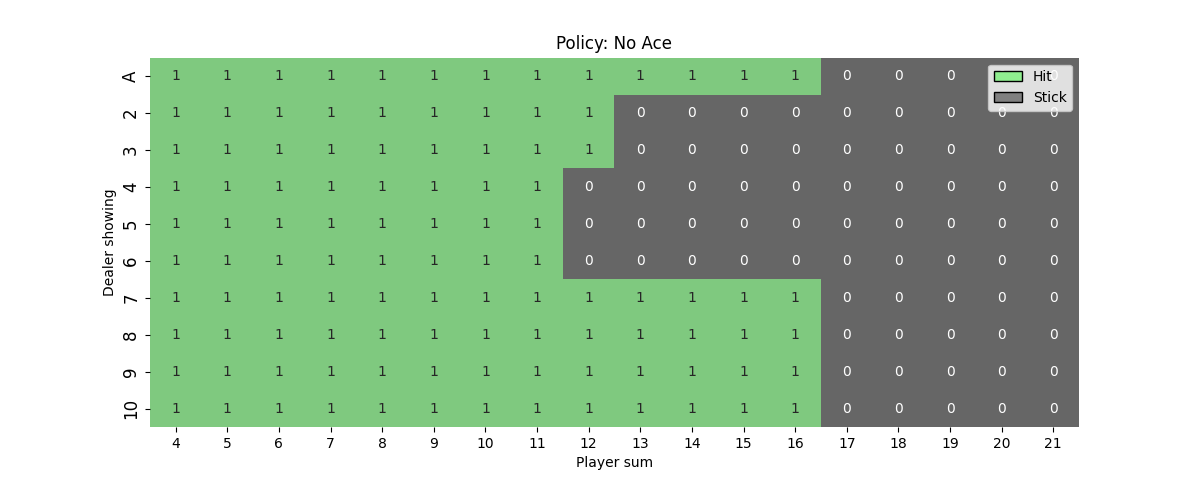 Policy: No Ace
A 1 1 1 1 1 1 1 1 1 1 1 1 1 0 0 0 0
Hit
Stick
2 1 1 1 1 1 1 1 1 1 0 0 0 0 0 0 0 0 0
3 1 1 1 1 1 1 1 1 1 0 0 0 0 0 0 0 0 0
4 1 1 1 1 1 1 1 1 0 0 0 0 0 0 0 0 0 0
5 1 1 1 1 1 1 1 1 0 0 0 0 0 0 0 0 0 0
6 1 1 1 1 1 1 1 1 0 0 0 0 0 0 0 0 0 0
7 1 1 1 1 1 1 1 1 1 1 1 1 1 0 0 0 0 0
8 1 1 1 1 1 1 1 1 1 1 1 1 1 0 0 0 0 0
9 1 1 1 1 1 1 1 1 1 1 1 1 1 0 0 0 0 0
10 1 1 1 1 1 1 1 1 1 1 1 1 1 0 0 0 0 0
Dealer showing
4 5 6 7 8 9 10 11 12 13 14 15 16 17 18 19 20 21
Player sum